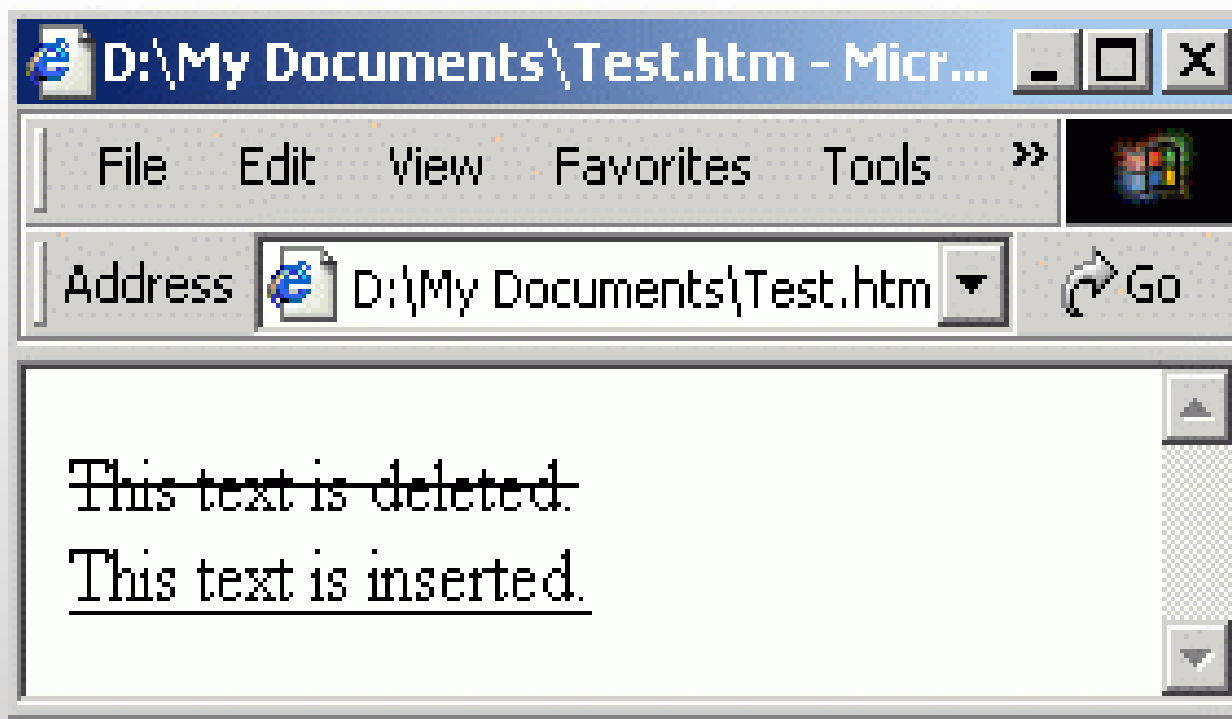 D:\My Documents\Test.htm - Micr...
File Edit View Favorites Tools »
Address D:\My Documents\Test.htm Go
This text is deleted.
This text is inserted.